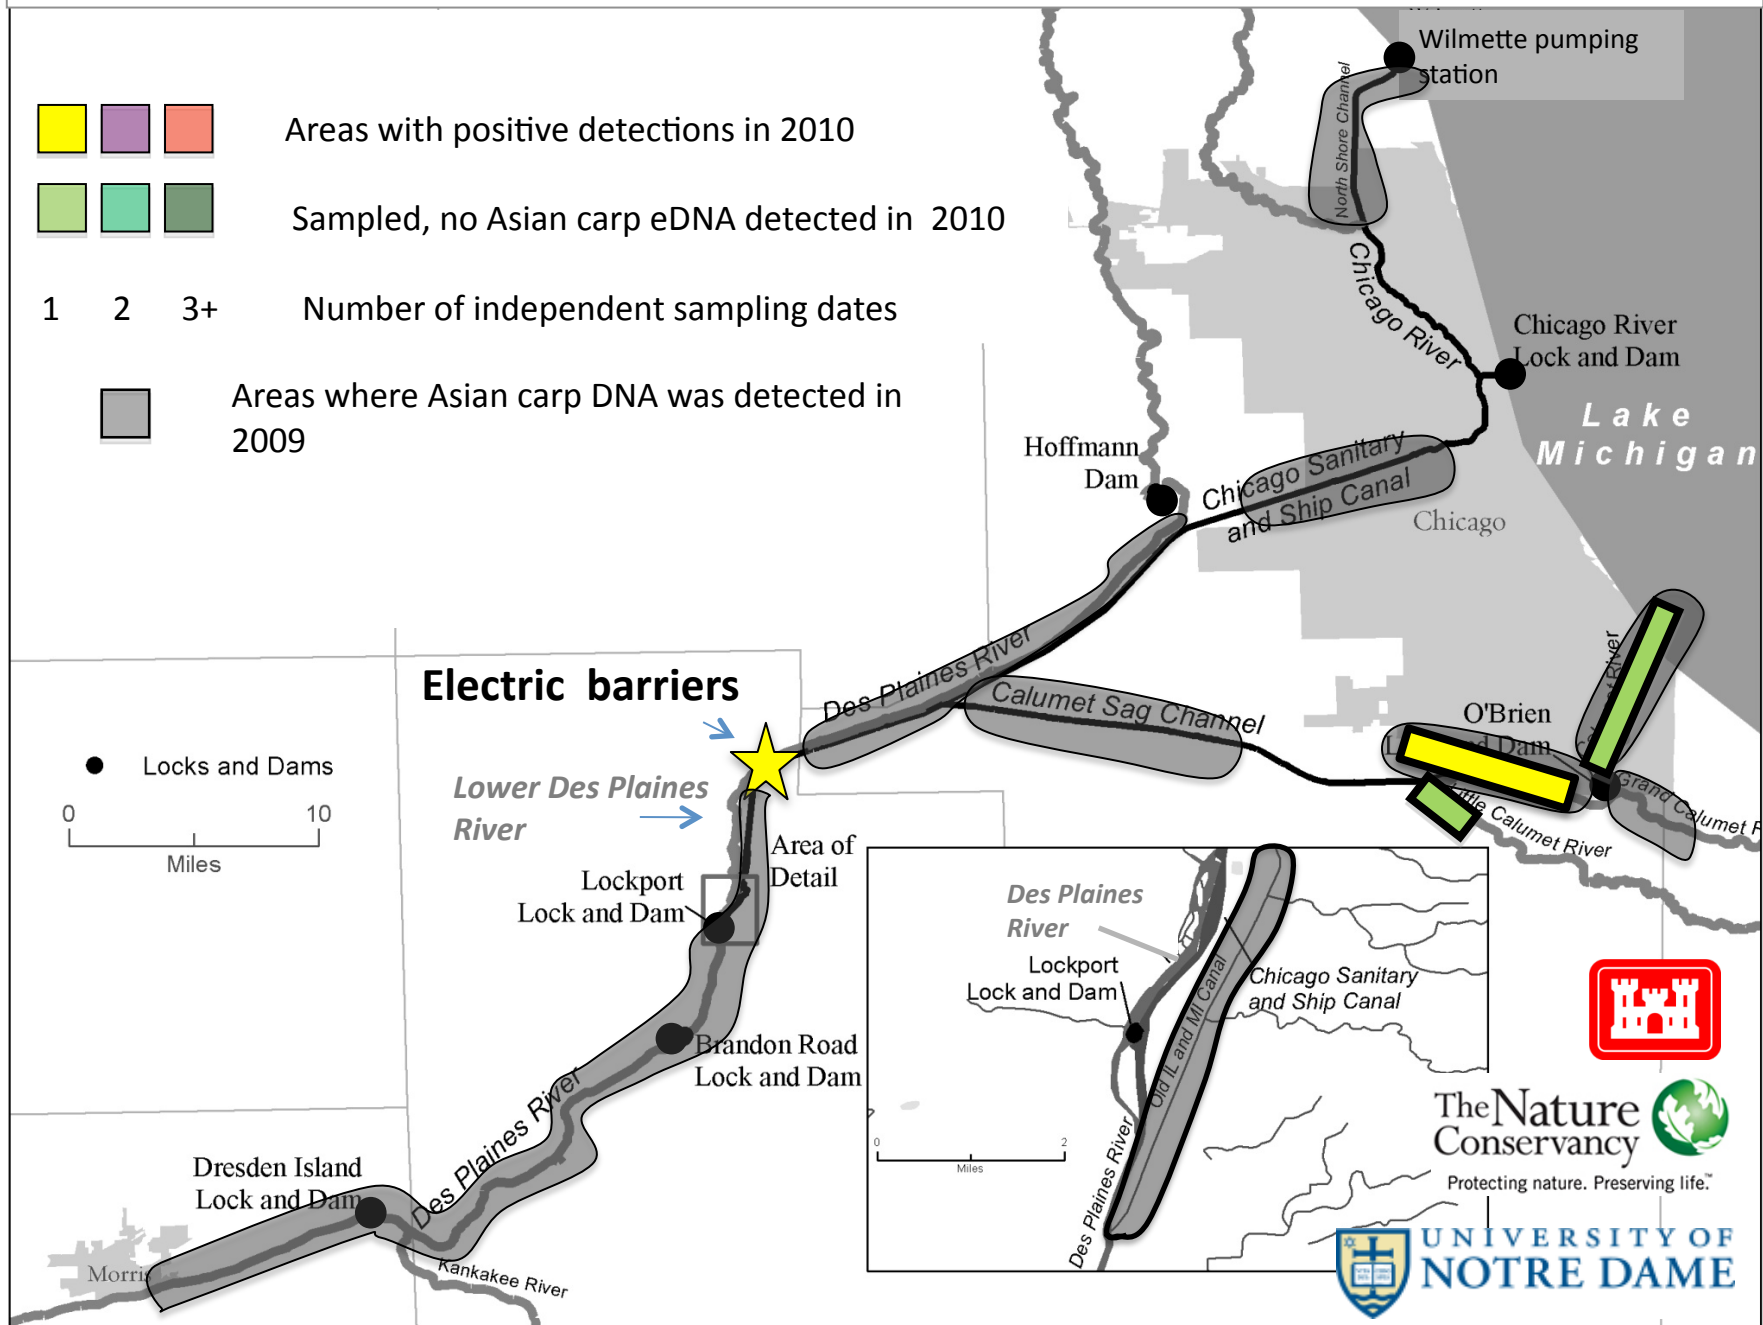 Wilmette pumping
station
North Shore Channel
Areas with positive detections in 2010
Sampled, no Asian carp eDNA detected in 2010
1 2 3+ Number of independent sampling dates
Areas where Asian carp DNA was detected in
2009
Chicago River
Chicago River
Lock and Dam
Lake
Michigan
Hoffmann
Dam
Chicago Sanitary
and Ship Canal
Chicago
Des Plaines River
Electric barriers
Calumet Sag Channel
O'Brien
Dam
River
Grand Calumet
Little Calumet River
Locks and Dams
0 10
Miles
Lower Des Plaines
River
Area of
Detail
Lockport
Lock and Dam
Brandon Road
Lock and Dam
Des Plaines River
Dresden Island
Lock and Dam
Morris
Kankakee River
Des Plaines
River
Lockport
Lock and Dam
Chicago Sanitary
and Ship Canal
Old IL and MI Canal
Des Plaines River
0 2
Miles
The Nature
Conservancy
Protecting nature. Preserving life.™
UNIVERSITY OF
NOTRE DAME